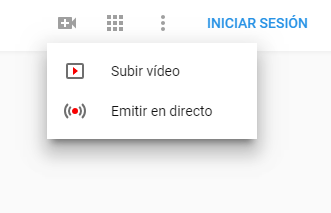 INICIAR SESIÓN
Subir vídeo
Emitir en directo